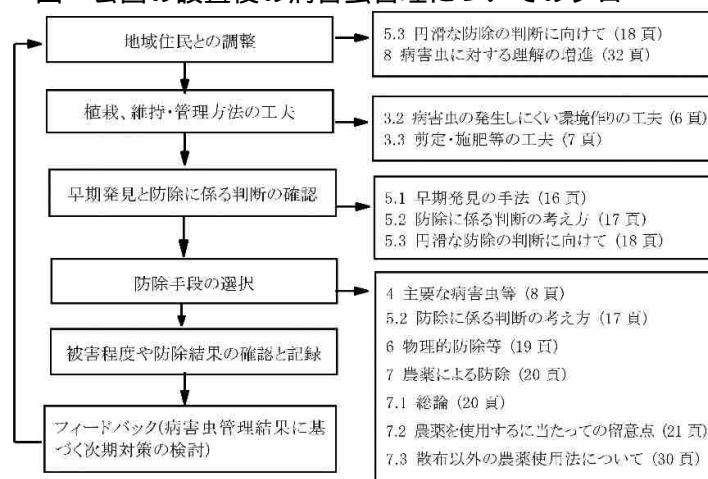 図 公園の設置後の病害虫管理についてのフロー
地域住民との調整
5.3 円滑な防除の判断に向けて (18 頁)
8 病害虫に対する理解の増進 (32 頁)
植栽、維持・管理方法の工夫
3.2 病害虫の発生しにくい環境作りの工夫 (6 頁)
3.3 剪定・施肥等の工夫 (7 頁)
早期発見と防除に係る判断の確認
5.1 早期発見の手法 (16 頁)
5.2 防除に係る判断の考え方 (17 頁)
5.3 円滑な防除の判断に向けて (18 頁)
防除手段の選択
4 主要な病害虫等 (8 頁)
5.2 防除に係る判断の考え方 (17 頁)
6 物理的防除等 (19 頁)
7 農薬による防除 (20 頁)
7.1 総論 (20 頁)
7.2 農薬を使用するに当たっての留意点 (21 頁)
7.3 散布以外の農薬使用法について (30 頁)
被害程度や防除結果の確認と記録
フィードバック(病害虫管理結果に基
づく次期対策の検討)